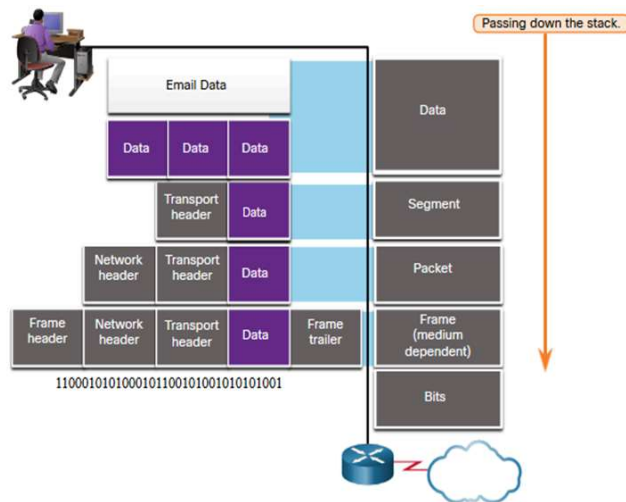 Passing down the stack.
Email Data
Data
Data Data Data
Transport
header
Data
Segment
Network
header
Transport
header
Data
Packet
Frame
header
Network
header
Transport
header
Data
Frame
trailer
Frame
(medium
dependent)
1100010101000101100101001010101001
Bits